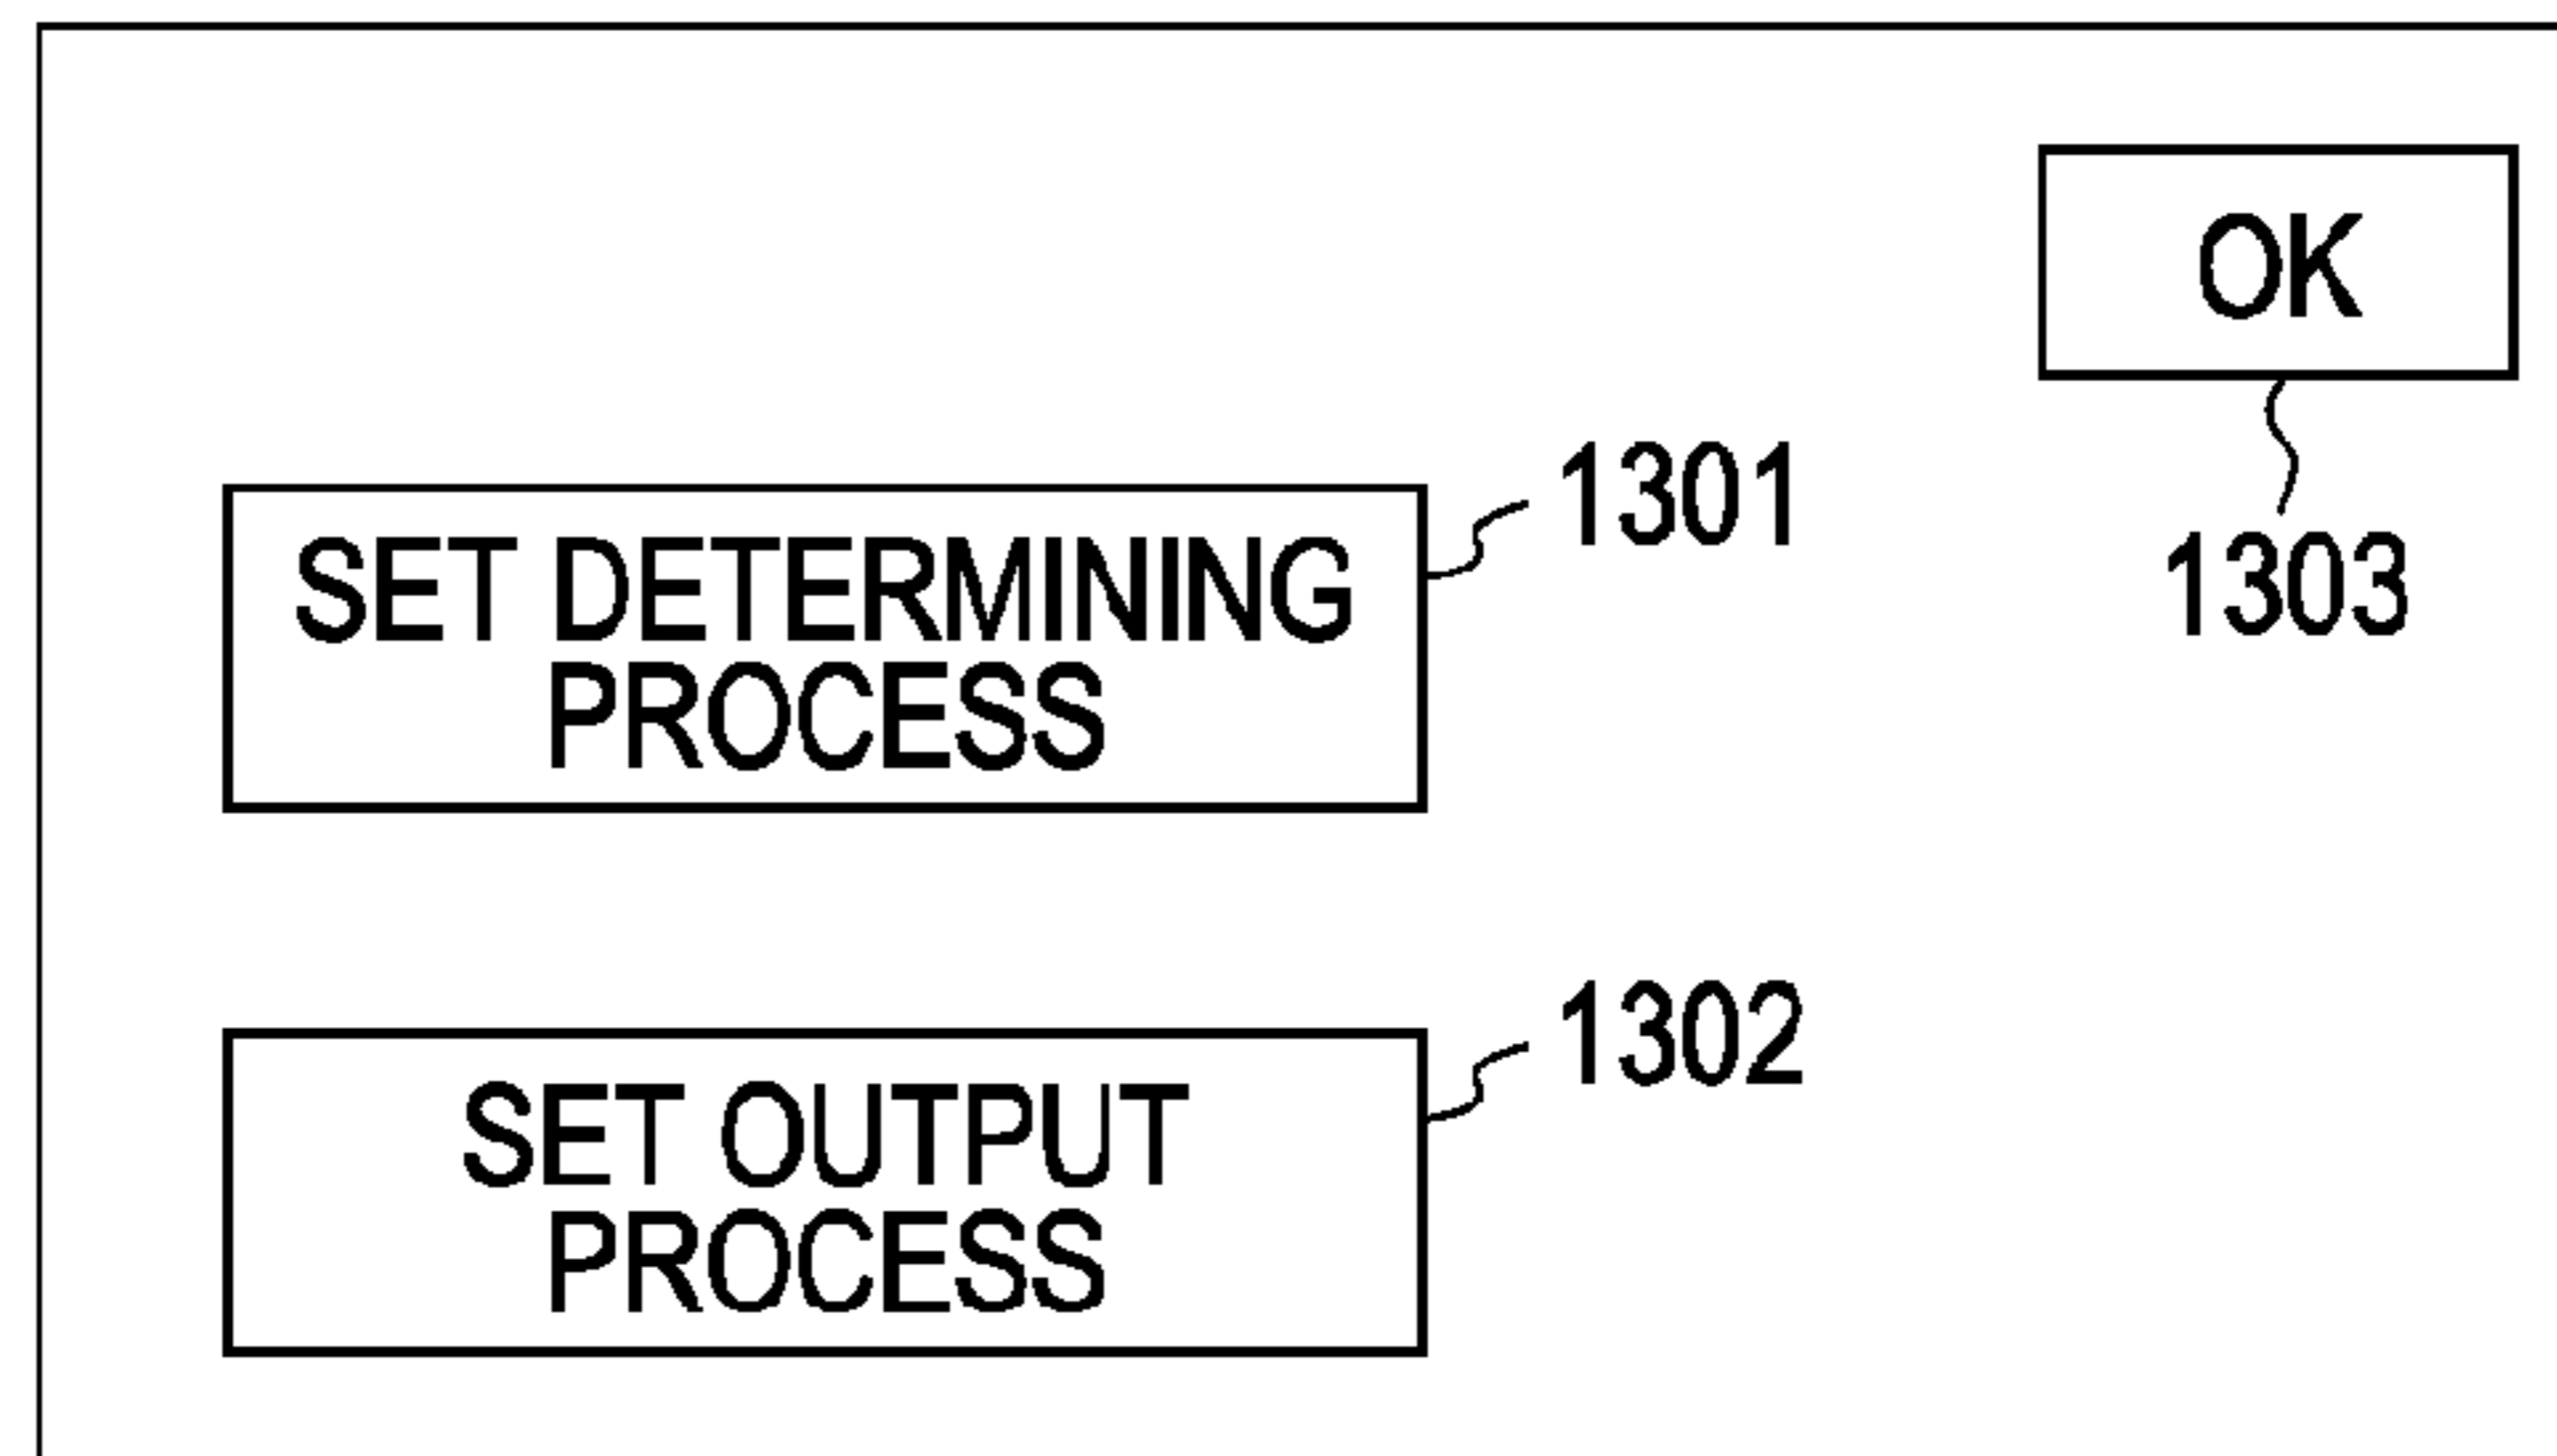 OK
1303
SET DETERMINING
PROCESS
1301
SET OUTPUT
PROCESS
1302